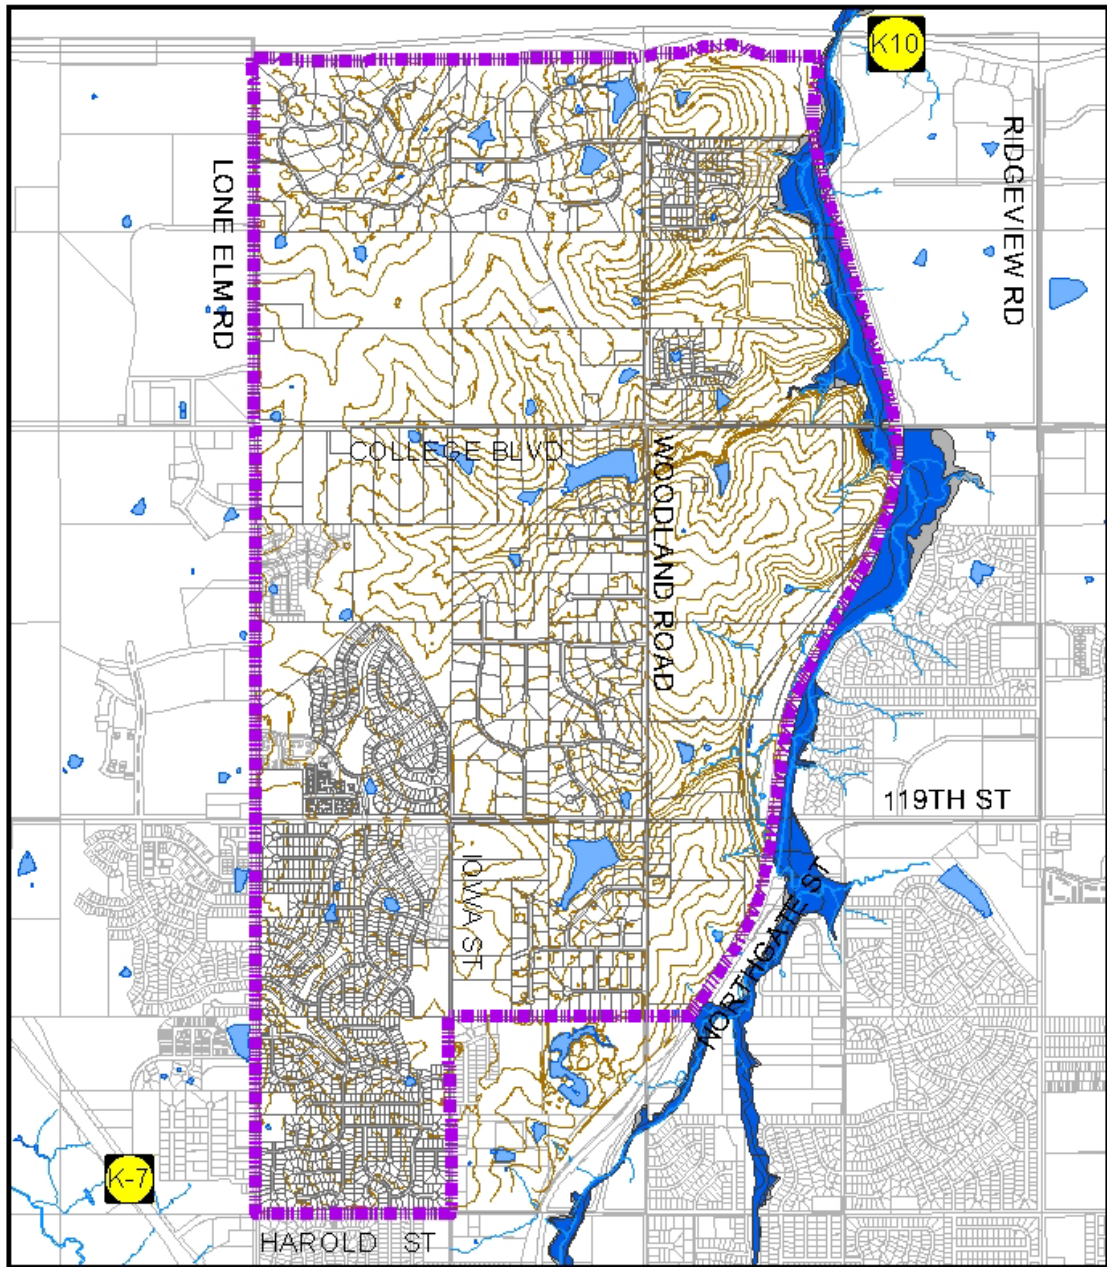 K10
RIDGEVIEW RD
LONE ELM RD
COLLEGE BLVD
WOODLAND ROAD
119TH ST
IOWA ST
NORTHGATE ST
K-7
HAROLD ST